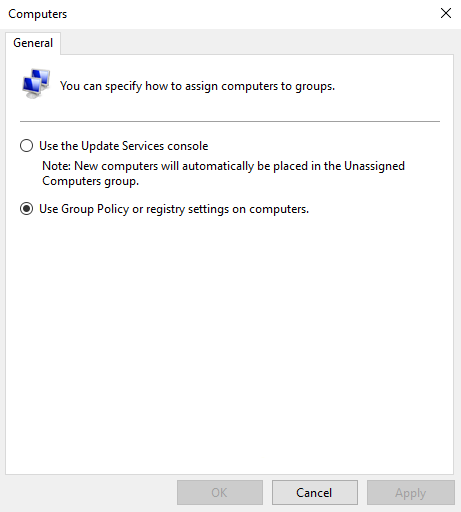 Computers
General
You can specify how to assign computers to groups.
Use the Update Services console
Note: New computers will automatically be placed in the Unassigned
Computers group.
Use Group Policy or registry settings on computers.
OK
Cancel
Apply